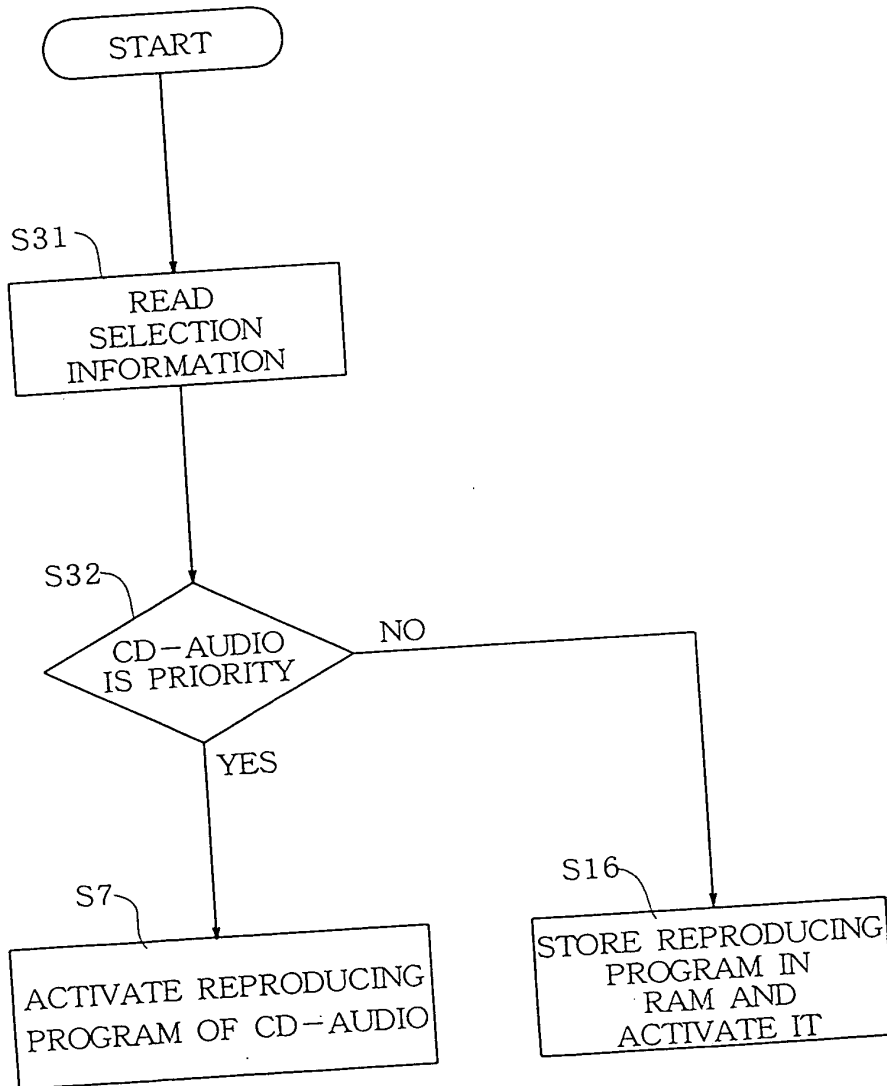 START
S31
READ
SELECTION
INFORMATION
S32
CD-AUDIO
IS PRIORITY
NO
YES
S7
ACTIVATE REPRODUCING
PROGRAM OF CD-AUDIO
S16
STORE REPRODUCING
PROGRAM IN
RAM AND
ACTIVATE IT